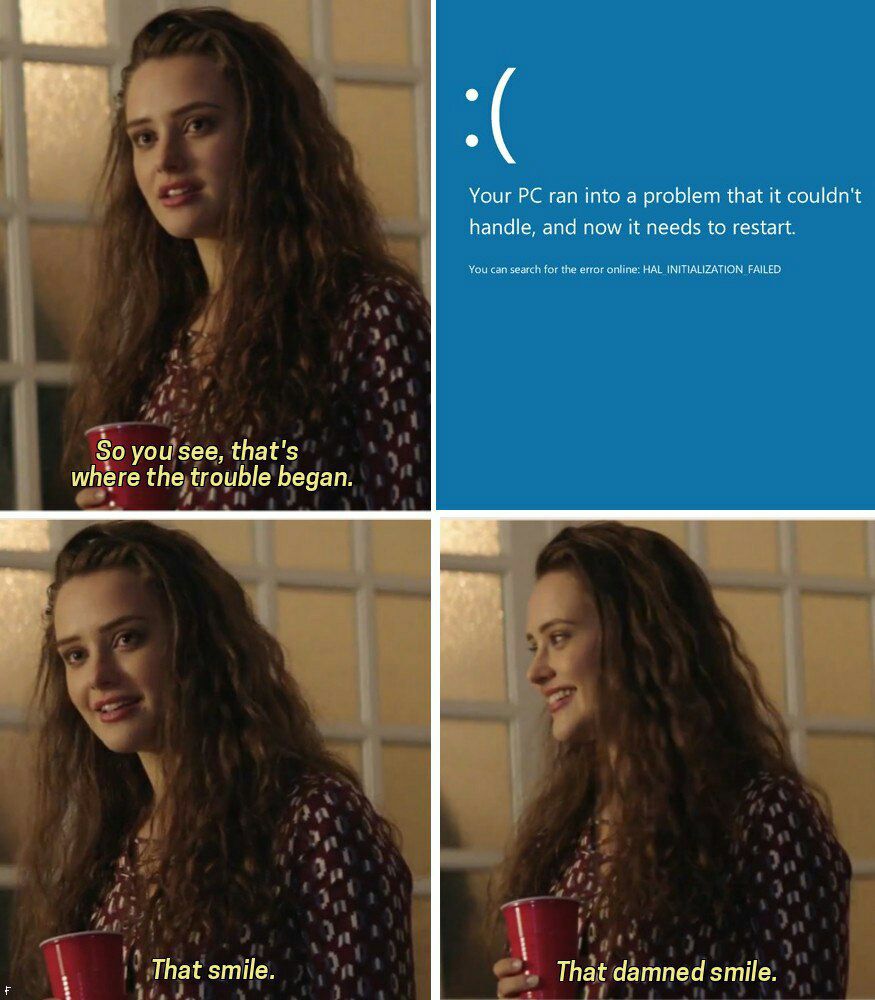 So you see, that's
where the trouble began.
:(
Your PC ran into a problem that it couldn't
handle, and now it needs to restart.
You can search for the error online: HAL_INITIALIZATION_FAILED
That smile.
That damned smile.
F